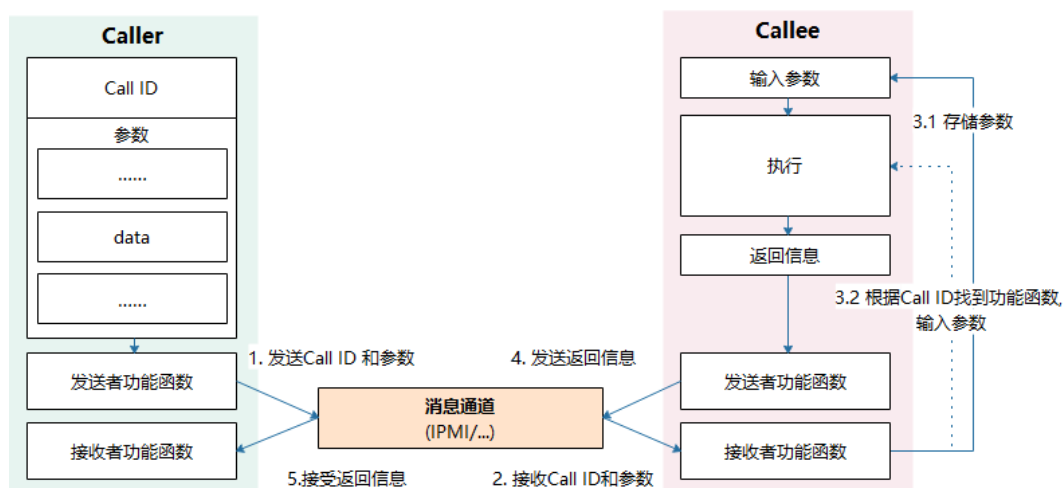 Caller
Call ID
参数
......
data
......
发送者功能函数
接收者功能函数
1. 发送Call ID 和参数
5.接受返回信息
消息通道
(IPMI/...)
4. 发送返回信息
2. 接收Call ID和参数
Callee
输入参数
执行
返回信息
发送者功能函数
接收者功能函数
3.1 存储参数
3.2 根据Call ID找到功能函数,
输入参数